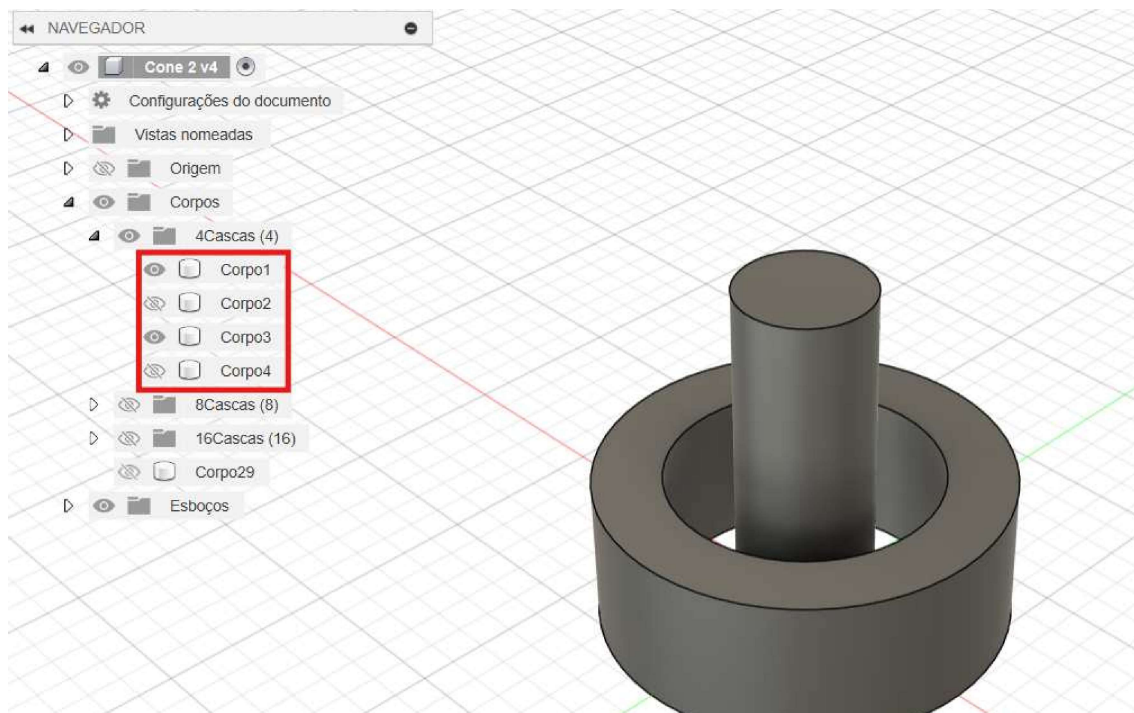 NAVEGADOR
Cone 2 v4
Configurações do documento
Vistas nomeadas
Origem
Corpos
4Cascas (4)
Corpo1
Corpo2
Corpo3
Corpo4
8Cascas (8)
16Cascas (16)
Corpo29
Esboços